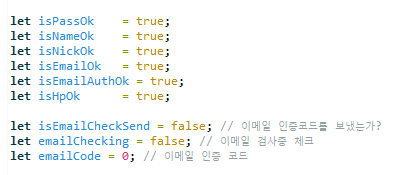 let isPassOk = true;
let isNameOk = true;
let isNickOk = true;
let isEmailOk = true;
let isEmailAuthOk = true;
let isHpOk = true;
let isEmailCheckSend = false; // 이메일 인증코드를 보냈는가?
let emailChecking = false; // 이메일 검사중 체크
let emailCode = 0; // 이메일 인증 코드